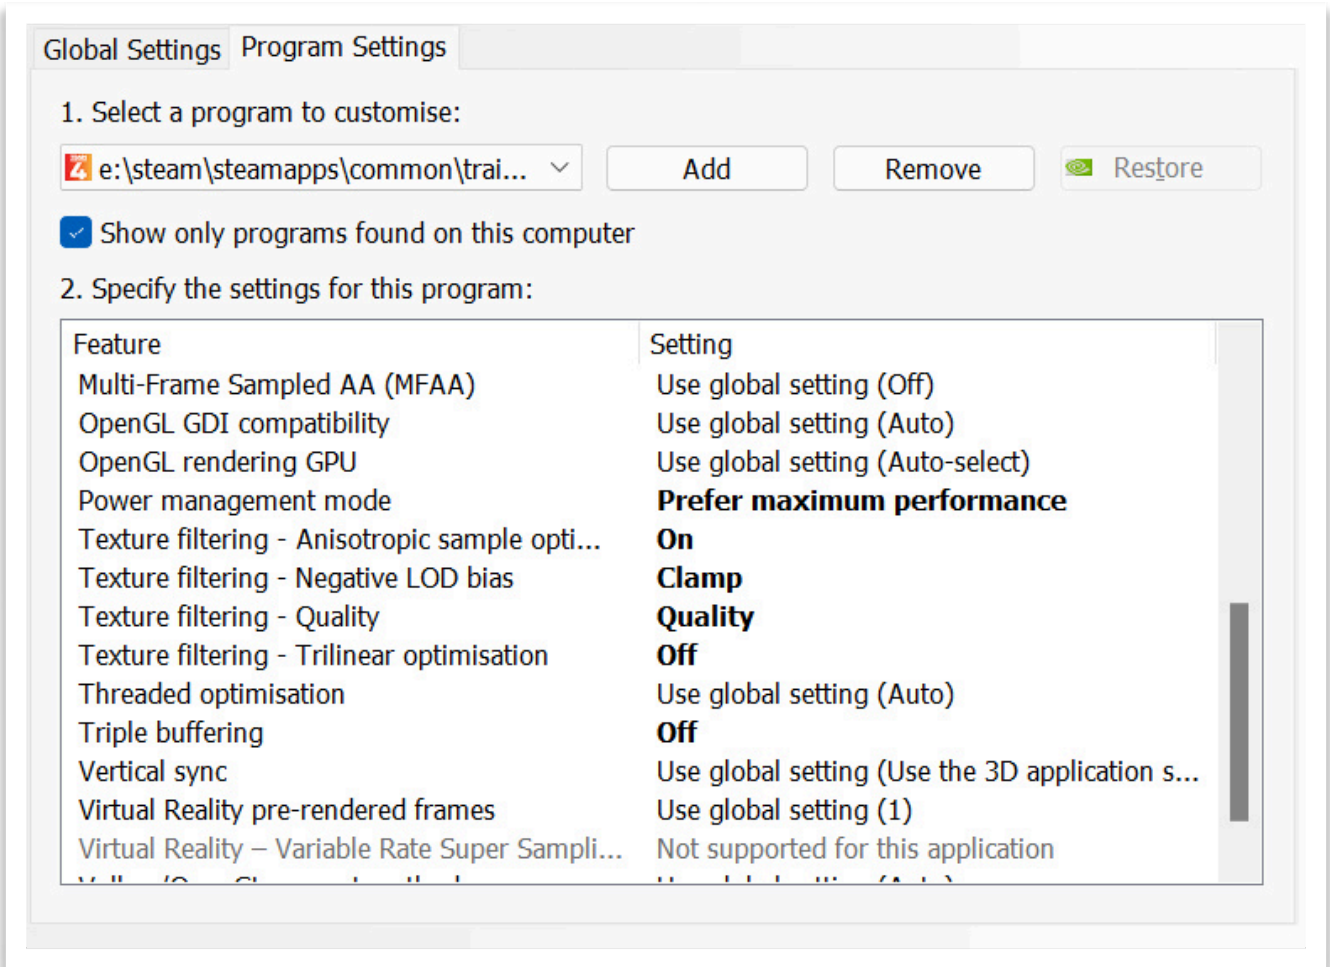 Global Settings Program Settings
1. Select a program to customise:
e:\steam\steamapps\common\trai... Add Remove Restore
Show only programs found on this computer
2. Specify the settings for this program:
Feature Setting
Multi-Frame Sampled AA (MFAA) Use global setting (Off)
OpenGL GDI compatibility Use global setting (Auto)
OpenGL rendering GPU Use global setting (Auto-select)
Power management mode Prefer maximum performance
Texture filtering - Anisotropic sample opti... On
Texture filtering - Negative LOD bias Clamp
Texture filtering - Quality Quality
Texture filtering - Trilinear optimisation Off
Threaded optimisation Use global setting (Auto)
Triple buffering Off
Vertical sync Use global setting (Use the 3D application s...
Virtual Reality pre-rendered frames Use global setting (1)
Virtual Reality – Variable Rate Super Sampli... Not supported for this application